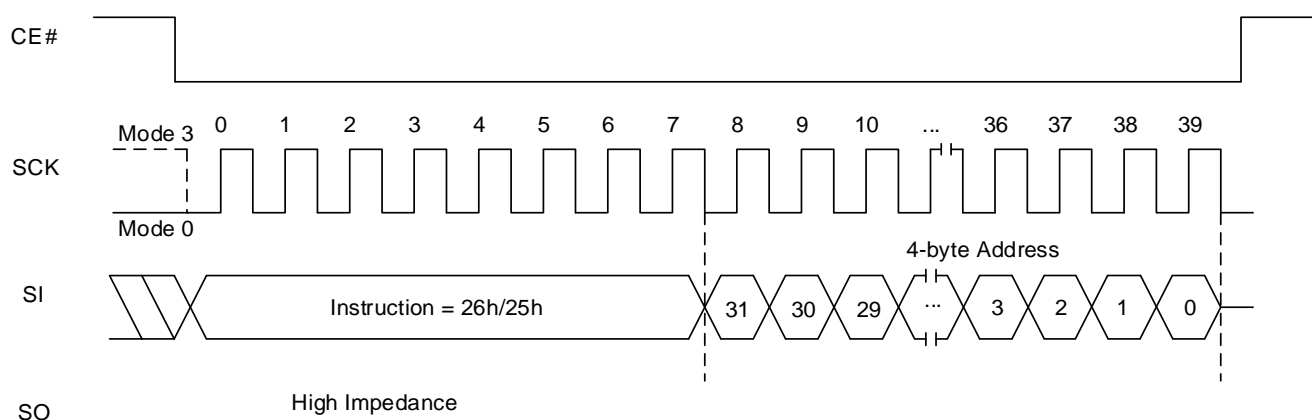 CE#
0 1 2 3 4 5 6 7 8 9 10 ... 36 37 38 39
Mode 3
SCK
Mode 0
4-byte Address
SI
Instruction = 26h/25h 31 30 29 ... 3 2 1 0
High Impedance
SO